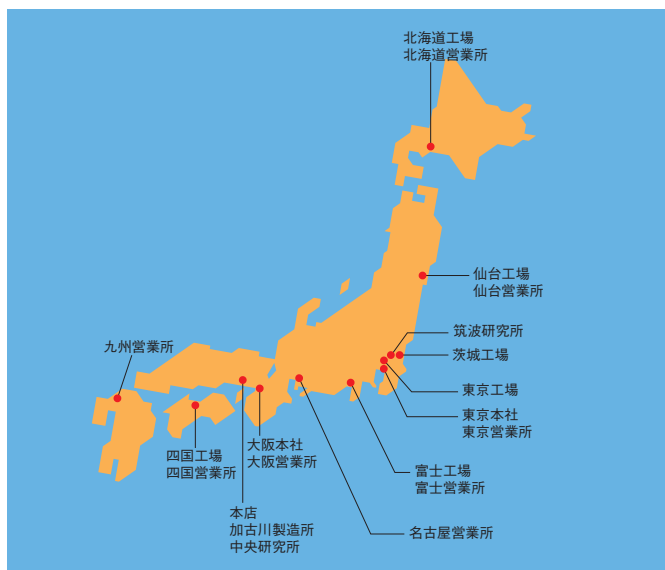 北海道工場
北海道営業所
仙台工場
仙台営業所
筑波研究所
茨城工場
九州営業所
東京工場
東京本社
東京営業所
大阪本社
大阪営業所
四国工場
四国営業所
富士工場
富士営業所
本店
加古川製造所
中央研究所
名古屋営業所